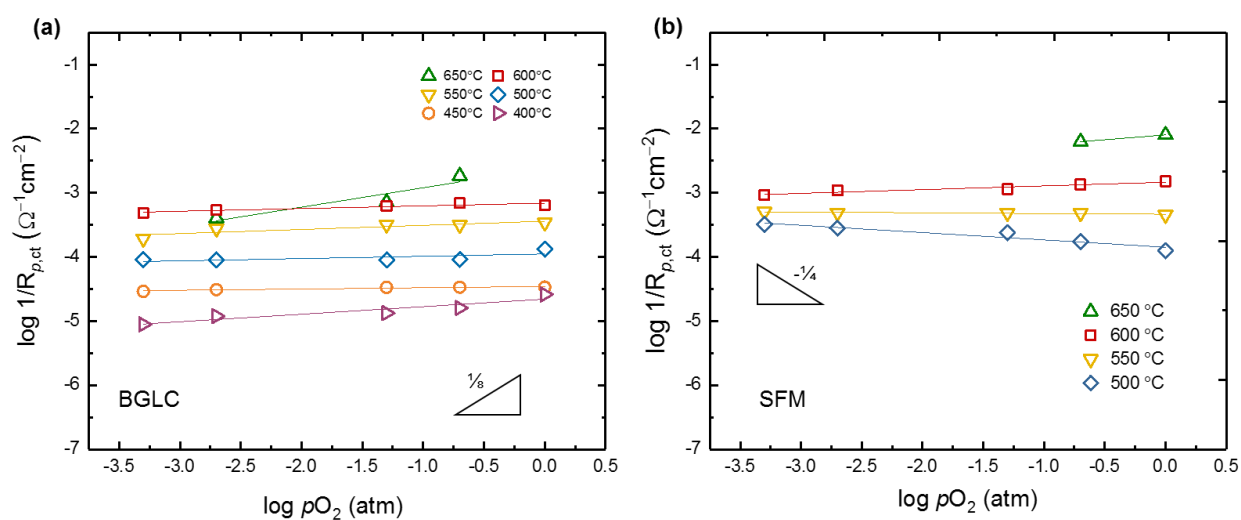 (a)
-1
-2
-3
-4
-5
-6
-7
log 1/R_{p,ct} (Ω⁻¹cm⁻²)
650°C 600°C
550°C 500°C
450°C 400°C
⅛
BGLC
-3.5 -3.0 -2.5 -2.0 -1.5 -1.0 -0.5 0.0 0.5
log pO₂ (atm)
(b)
-1
-2
-3
-4
-5
-6
-7
log 1/R_{p,ct} (Ω⁻¹cm⁻²)
-¼
650 °C
600 °C
550 °C
500 °C
SFM
-3.5 -3.0 -2.5 -2.0 -1.5 -1.0 -0.5 0.0 0.5
log pO₂ (atm)